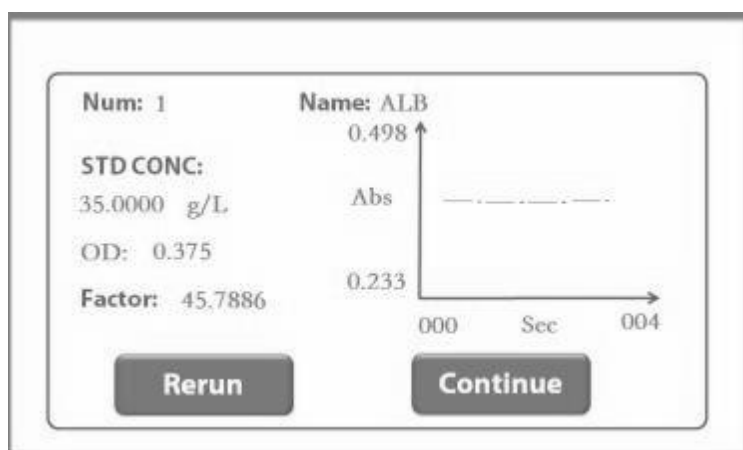 Num: 1 Name: ALB
0.498
STD CONC:
35.0000 g/L
Abs
OD: 0.375
0.233
Factor: 45.7886
000 Sec 004
Rerun Continue